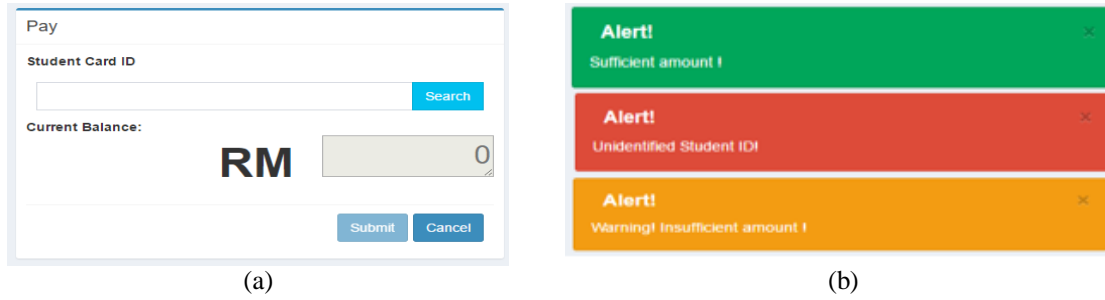 Pay
Student Card ID
Search
Current Balance:
RM 0
Submit Cancel
(a)
Alert! ×
Sufficient amount !
Alert! ×
Unidentified Student ID!
Alert! ×
Warning! Insufficient amount !
(b)